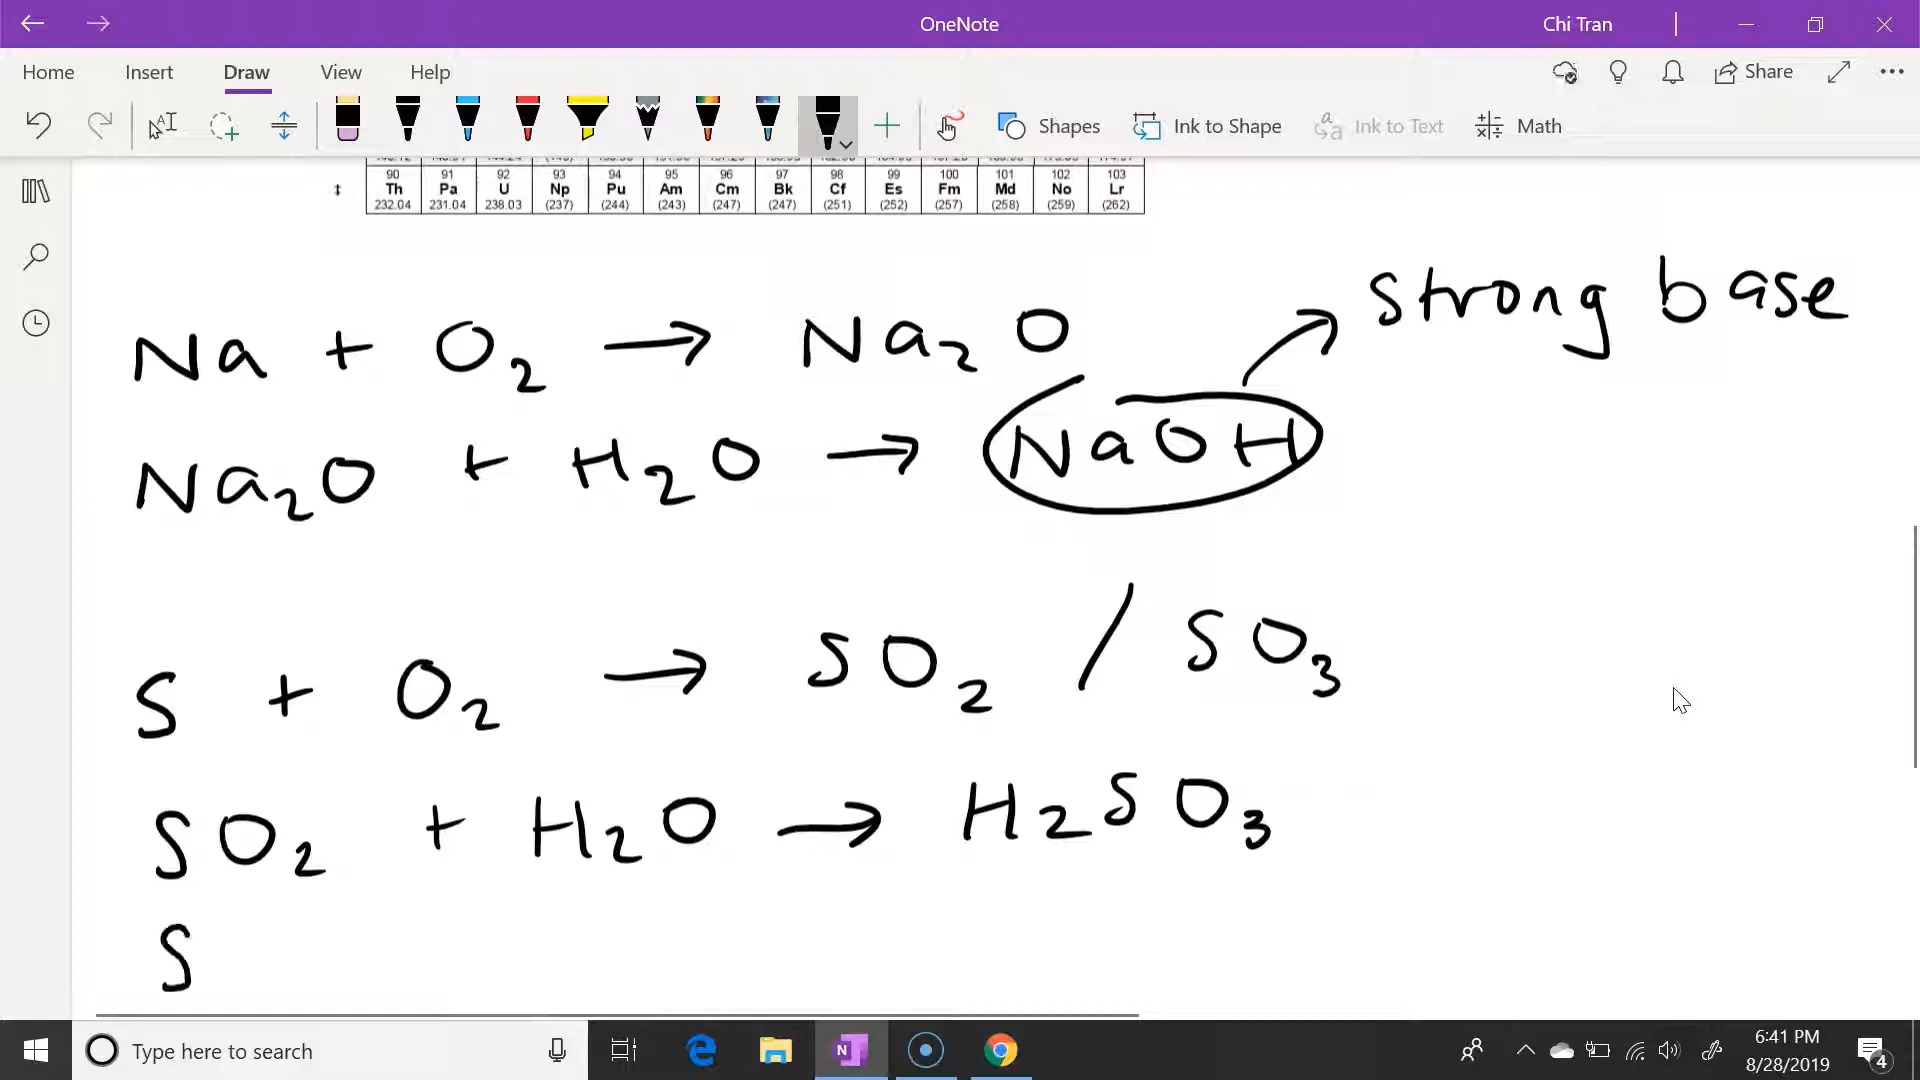 OneNote
Chi Tran
Home Insert Draw View Help
Share
Shapes Ink to Shape Ink to Text Math
90 91 92 93 94 95 96 97 98 99 100 101 102 103
‡ Th Pa U Np Pu Am Cm Bk Cf Es Fm Md No Lr
232.04 231.04 238.03 (237) (244) (243) (247) (247) (251) (252) (257) (258) (259) (262)
strong base
Na + O₂ → Na₂O
Na₂O + H₂O → NaOH
S + O₂ → SO₂ / SO₃
SO₂ + H₂O → H₂SO₃
S
Type here to search
6:41 PM
8/28/2019
4